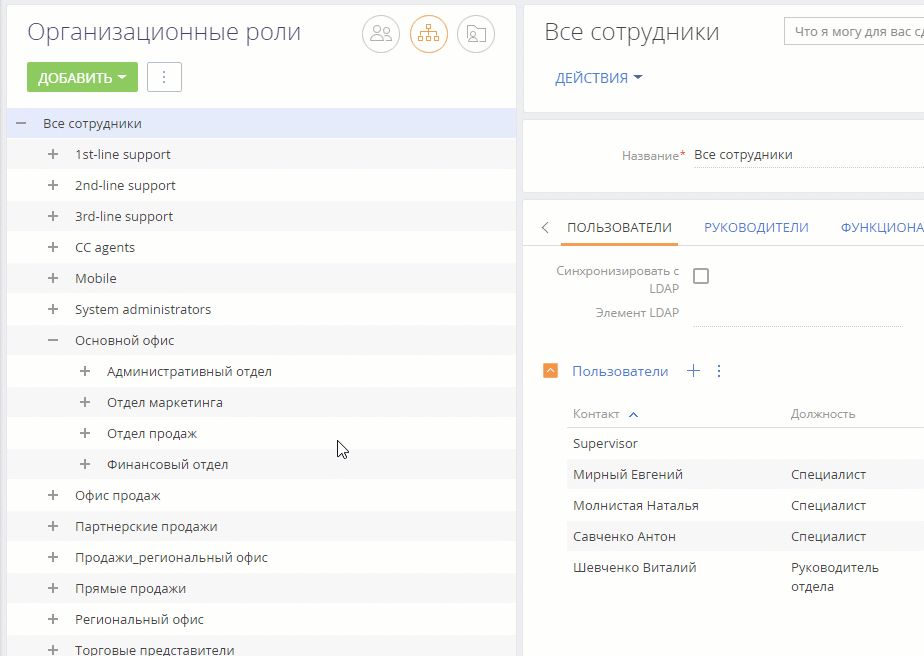 Организационные роли
ДОБАВИТЬ
Все сотрудники
1st-line support
2nd-line support
3rd-line support
CC agents
Mobile
System administrators
Основной офис
Административный отдел
Отдел маркетинга
Отдел продаж
Финансовый отдел
Офис продаж
Партнерские продажи
Продажи_региональный офис
Прямые продажи
Региональный офис
Торговые представители
Все сотрудники
Что я могу для вас сд
ДЕЙСТВИЯ
Название* Все сотрудники
ПОЛЬЗОВАТЕЛИ РУКОВОДИТЕЛИ ФУНКЦИОНА
Синхронизировать с
LDAP
Элемент LDAP
Пользователи
Контакт Должность
Supervisor
Мирный Евгений Специалист
Молнистая Наталья Специалист
Савченко Антон Специалист
Шевченко Виталий Руководитель
отдела